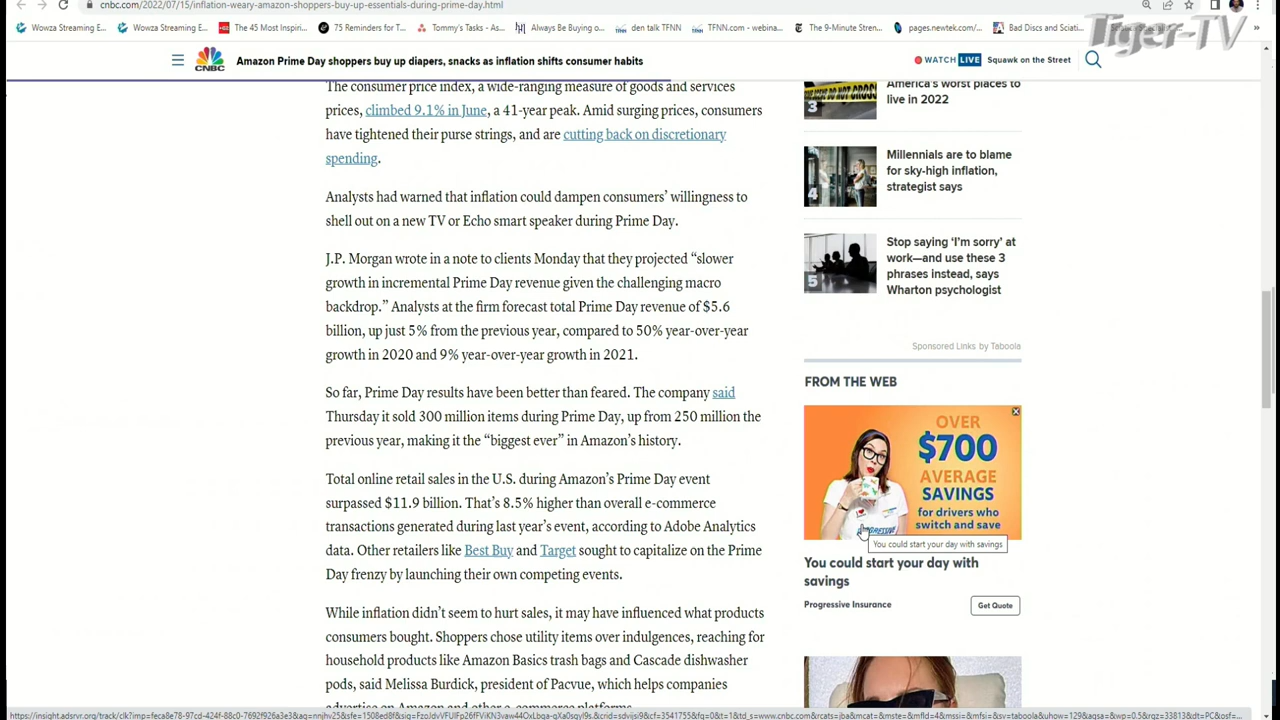 cnbc.com/2022/07/15/inflation-weary-amazon-shoppers-buy-up-essentials-during-prime-day.html
Wowza Streaming E...
Wowza Streaming E...
The 45 Most Inspiri...
75 Reminders for T...
Tommy's Tasks - As...
Always Be Buying o...
den talk TFNN
TFNN.com - webina...
The 9-Minute Stren...
pages.newtek.com/...
Bad Discs and Sciati...
Tiger-TV
CNBC
Amazon Prime Day shoppers buy up diapers, snacks as inflation shifts consumer habits
WATCH LIVE
Squawk on the Street
The consumer price index, a wide-ranging measure of goods and services
prices, climbed 9.1% in June, a 41-year peak. Amid surging prices, consumers
have tightened their purse strings, and are cutting back on discretionary
spending.
Analysts had warned that inflation could dampen consumers’ willingness to
shell out on a new TV or Echo smart speaker during Prime Day.
J.P. Morgan wrote in a note to clients Monday that they projected “slower
growth in incremental Prime Day revenue given the challenging macro
backdrop.” Analysts at the firm forecast total Prime Day revenue of $5.6
billion, up just 5% from the previous year, compared to 50% year-over-year
growth in 2020 and 9% year-over-year growth in 2021.
So far, Prime Day results have been better than feared. The company said
Thursday it sold 300 million items during Prime Day, up from 250 million the
previous year, making it the “biggest ever” in Amazon’s history.
Total online retail sales in the U.S. during Amazon’s Prime Day event
surpassed $11.9 billion. That’s 8.5% higher than overall e-commerce
transactions generated during last year’s event, according to Adobe Analytics
data. Other retailers like Best Buy and Target sought to capitalize on the Prime
Day frenzy by launching their own competing events.
While inflation didn’t seem to hurt sales, it may have influenced what products
consumers bought. Shoppers chose utility items over indulgences, reaching for
household products like Amazon Basics trash bags and Cascade dishwasher
pods, said Melissa Burdick, president of Pacvue, which helps companies
advertise on Amazon and other e-commerce platforms.
3
America’s worst places to
live in 2022
4
Millennials are to blame
for sky-high inflation,
strategist says
5
Stop saying ‘I’m sorry’ at
work—and use these 3
phrases instead, says
Wharton psychologist
Sponsored Links by Taboola
FROM THE WEB
OVER
$700
AVERAGE
SAVINGS
for drivers who
switch and save
You could start your day with savings
You could start your day with
savings
Progressive Insurance
Get Quote